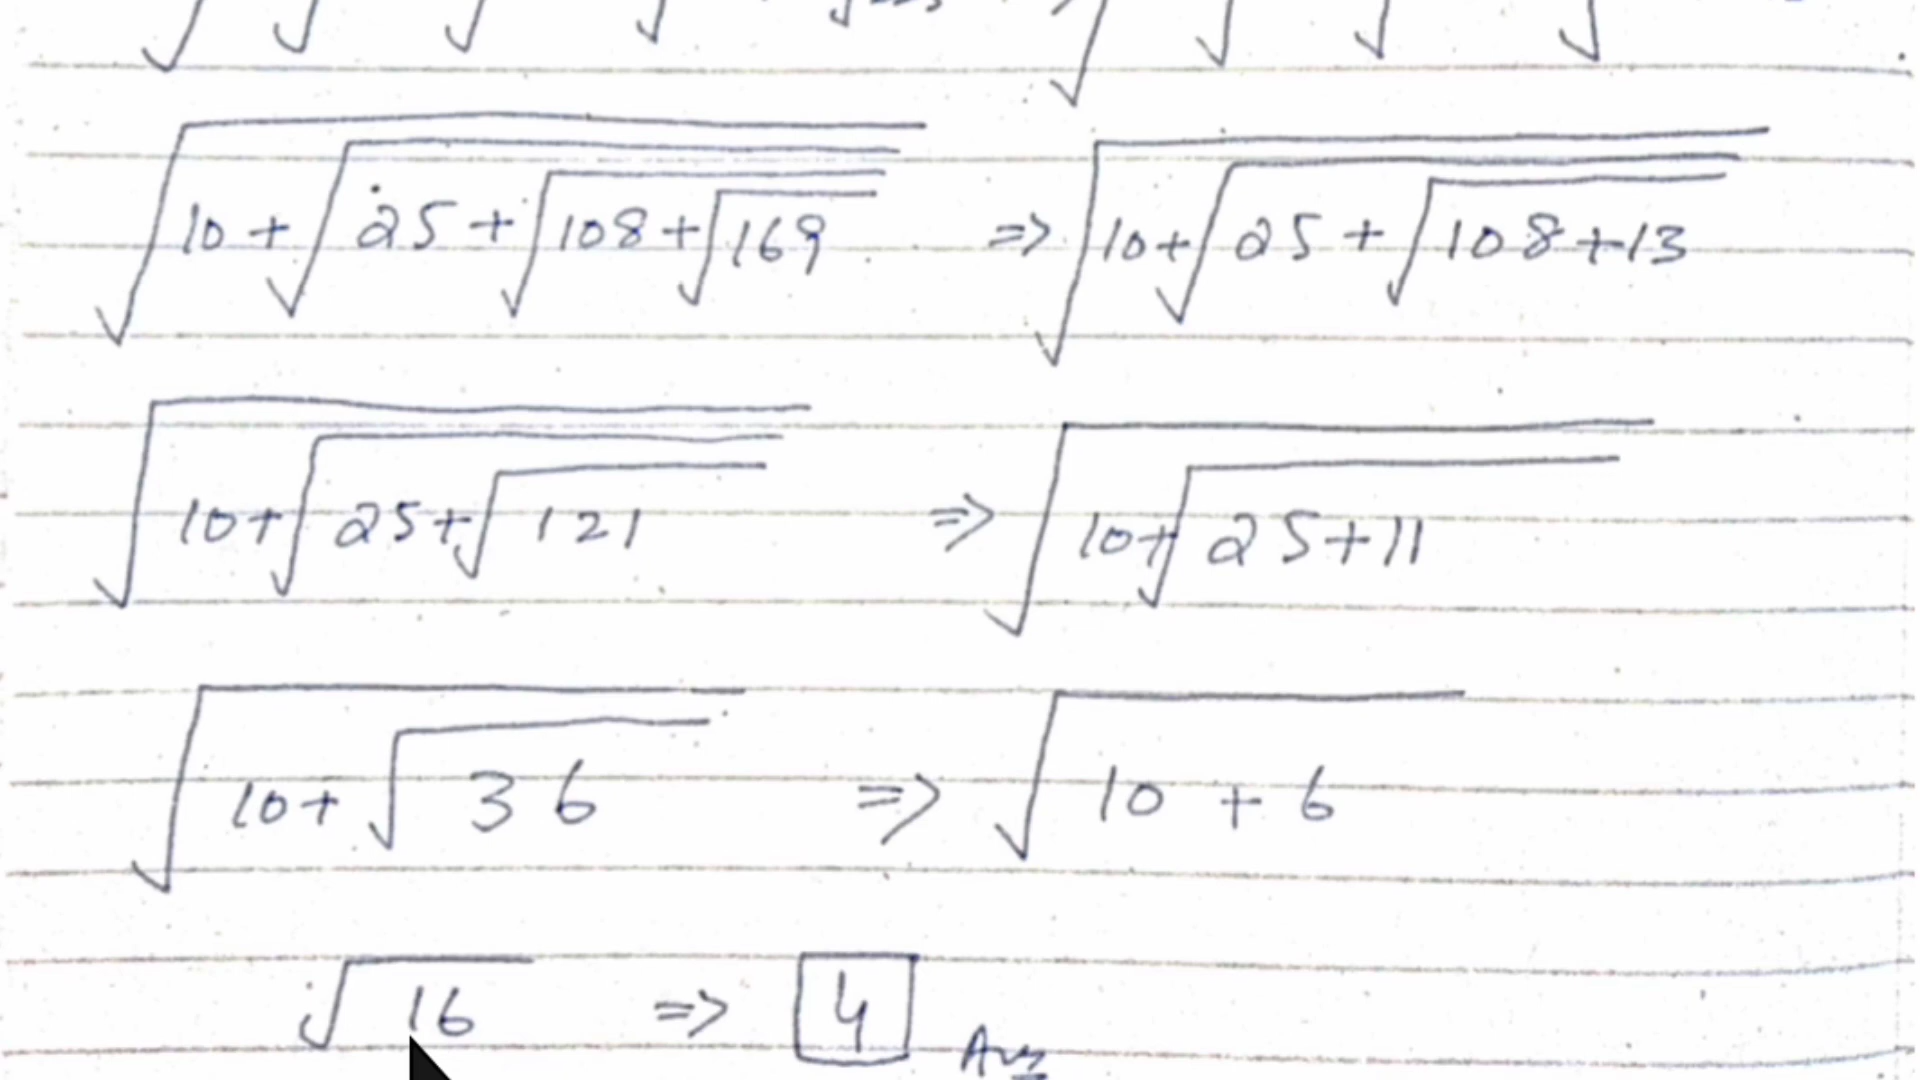 √(10+√(25+√(108+√169))) => √(10+√(25+√(108+13)))
√(10+√(25+√121)) => √(10+√(25+11))
√(10+√36) => √(10+6)
√16 => 4 Ans